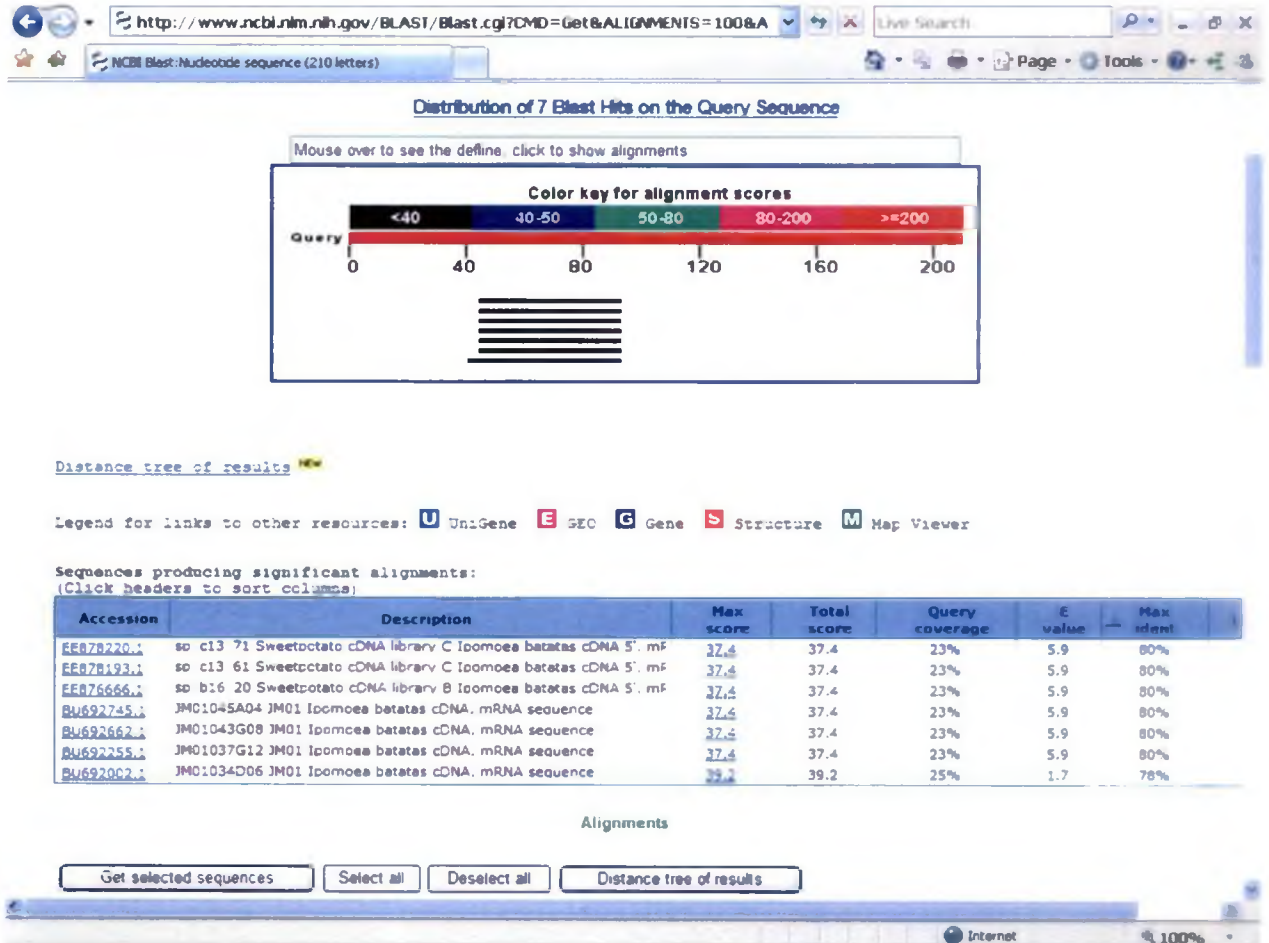 http://www.ncbi.nlm.nih.gov/BLAST/Blast.cgi?CMD=Get&ALIGNMENTS=100&A Live Search
NCBI Blast:Nucleotide sequence (210 letters) Page Tools
Distribution of 7 Blast Hits on the Query Sequence
Mouse over to see the defline, click to show alignments
Color key for alignment scores
<40 40-50 50-80 80-200 >=200
Query
0 40 80 120 160 200
Distance tree of results NEW
Legend for links to other resources: U UniGene E GEO G Gene S Structure M Map Viewer
Sequences producing significant alignments:
(Click headers to sort columns)
Accession Description Max score Total score Query coverage E value Max ident
EE878220.1 sp_c13_71 Sweetpotato cDNA library C Ipomoea batatas cDNA 5', mF 37.4 37.4 23% 5.9 80%
EE878193.1 sp_c13_61 Sweetpotato cDNA library C Ipomoea batatas cDNA 5', mF 37.4 37.4 23% 5.9 80%
EE876666.1 sp_b16_20 Sweetpotato cDNA library B Ipomoea batatas cDNA 5', mF 37.4 37.4 23% 5.9 80%
BU692745.1 JM01045A04 JM01 Ipomoea batatas cDNA, mRNA sequence 37.4 37.4 23% 5.9 80%
BU692662.1 JM01043G08 JM01 Ipomoea batatas cDNA, mRNA sequence 37.4 37.4 23% 5.9 80%
BU692255.1 JM01037G12 JM01 Ipomoea batatas cDNA, mRNA sequence 37.4 37.4 23% 5.9 80%
BU692002.1 JM01034D06 JM01 Ipomoea batatas cDNA, mRNA sequence 39.2 39.2 25% 1.7 78%
Alignments
Get selected sequences Select all Deselect all Distance tree of results
Internet 100%